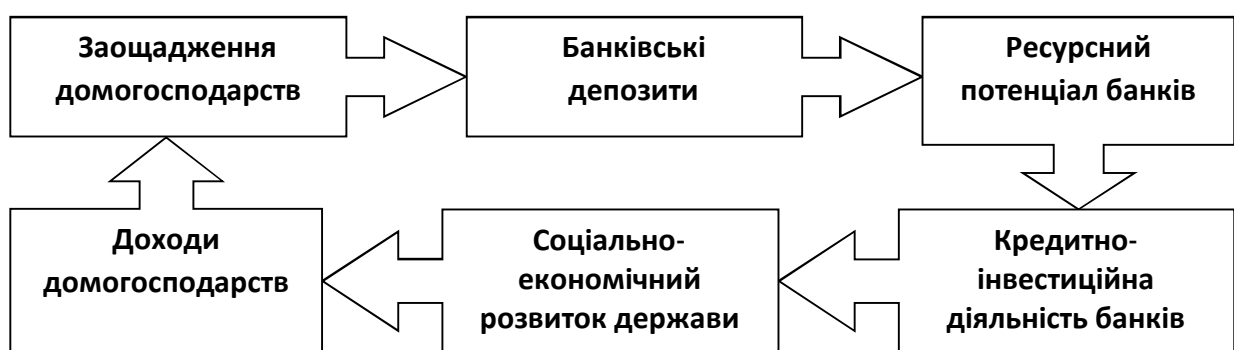 Заощадження
домогосподарств
Банківські
депозити
Ресурсний
потенціал банків
Доходи
домогосподарств
Соціально-
економічний
розвиток держави
Кредитно-
інвестиційна
діяльність банків